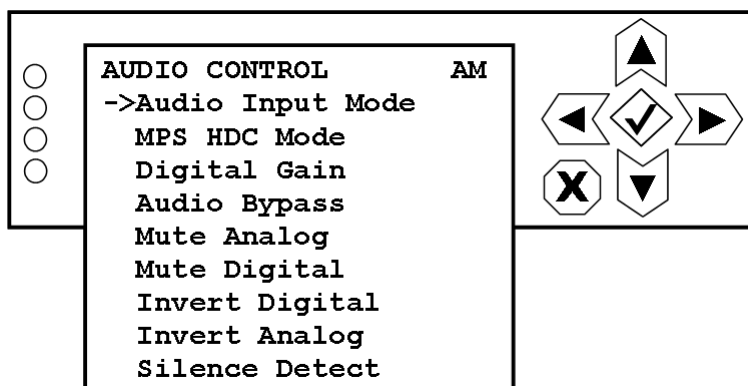 AUDIO CONTROL AM
->Audio Input Mode
MPS HDC Mode
Digital Gain
Audio Bypass
Mute Analog
Mute Digital
Invert Digital
Invert Analog
Silence Detect
X